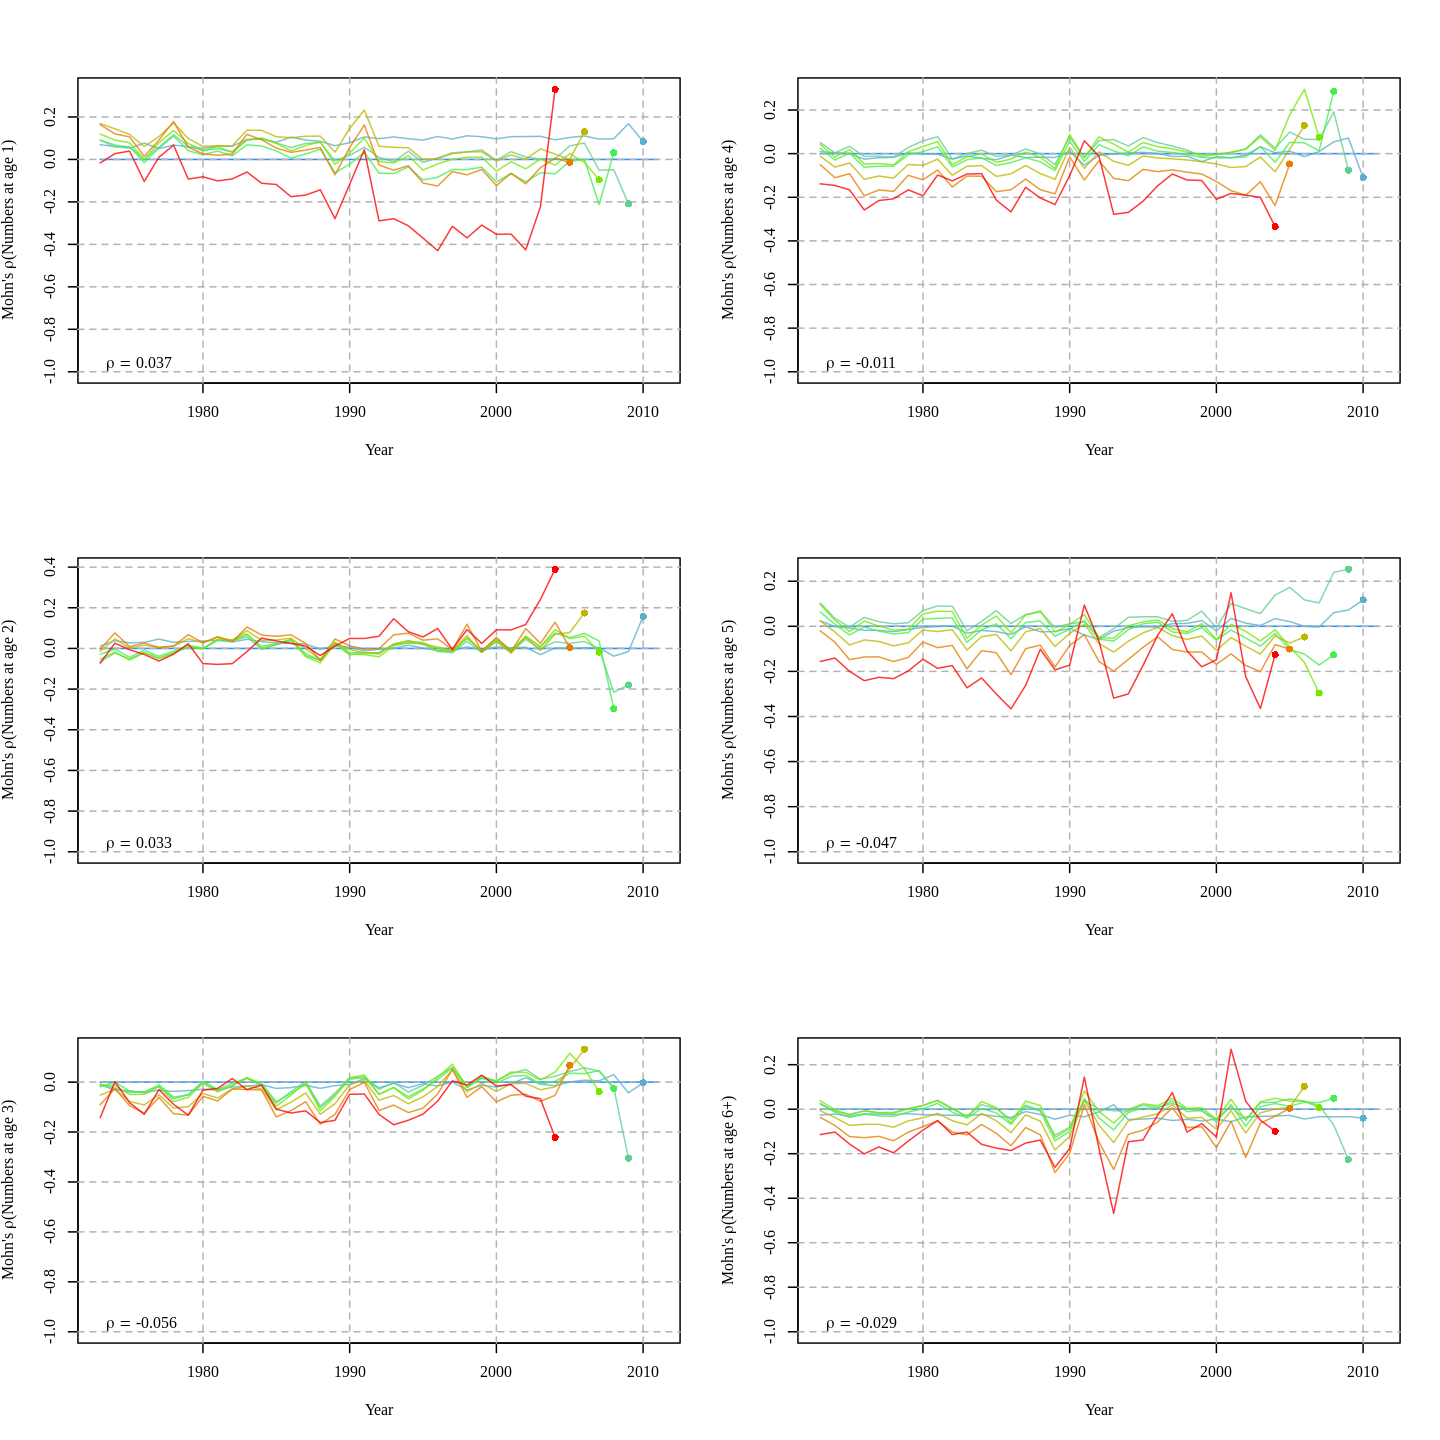 Mohn's ρ(Numbers at age 1)
0.2
0.0
-0.2
-0.4
-0.6
-0.8
-1.0
ρ = 0.037
1980 1990 2000 2010
Year
Mohn's ρ(Numbers at age 4)
0.2
0.0
-0.2
-0.4
-0.6
-0.8
-1.0
ρ = -0.011
1980 1990 2000 2010
Year
Mohn's ρ(Numbers at age 2)
0.4
0.2
0.0
-0.2
-0.4
-0.6
-0.8
-1.0
ρ = 0.033
1980 1990 2000 2010
Year
Mohn's ρ(Numbers at age 5)
0.2
0.0
-0.2
-0.4
-0.6
-0.8
-1.0
ρ = -0.047
1980 1990 2000 2010
Year
Mohn's ρ(Numbers at age 3)
0.0
-0.2
-0.4
-0.6
-0.8
-1.0
ρ = -0.056
1980 1990 2000 2010
Year
Mohn's ρ(Numbers at age 6+)
0.2
0.0
-0.2
-0.4
-0.6
-0.8
-1.0
ρ = -0.029
1980 1990 2000 2010
Year